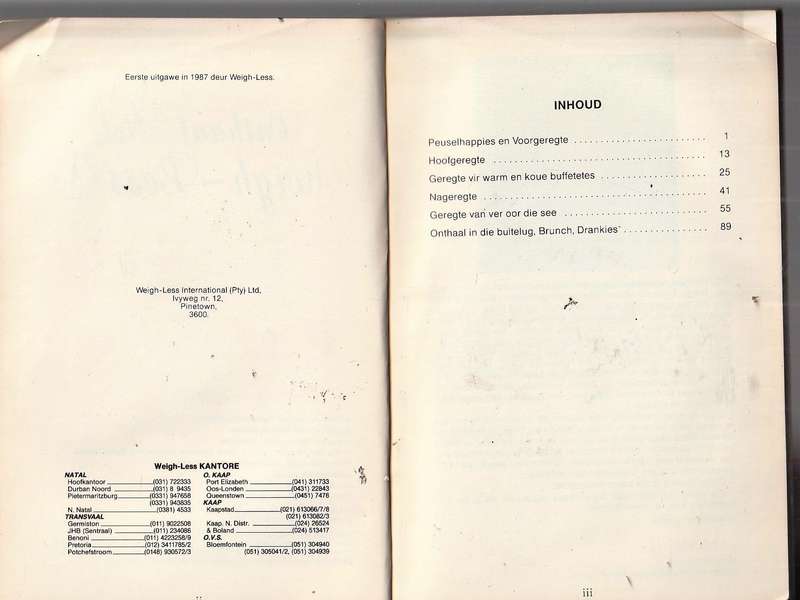 Eerste uitgawe in 1987 deur Weigh-Less.
Weigh-Less International (Pty) Ltd,
Ivyweg nr. 12,
Pinetown,
3600.
Weigh-Less KANTORE
NATAL
Hoofkantoor (031) 722333
Durban Noord (031) 8 9435
Pietermaritzburg (0331) 947658
(0331) 943835
N. Natal (0381) 4533
TRANSVAAL
Germiston (011) 9022508
JHB (Sentraal) (011) 234086
Benoni (011) 4223258/9
Pretoria (012) 3411785/2
Potchefstroom (0148) 930572/3
O. KAAP
Port Elizabeth (041) 311733
Oos-Londen (0431) 22843
Queenstown (0451) 7476
KAAP
Kaapstad (021) 613066/7/8
(021) 613082/3
Kaap. N. Distr. (024) 26524
& Boland (024) 513417
O.V.S.
Bloemfontein (051) 304940
(051) 305041/2, (051) 304939
INHOUD
Peuselhappies en Voorgeregte 1
Hoofgeregte 13
Geregte vir warm en koue buffetetes 25
Nageregte 41
Geregte van ver oor die see 55
Onthaal in die buitelug, Brunch, Drankies 89
iii